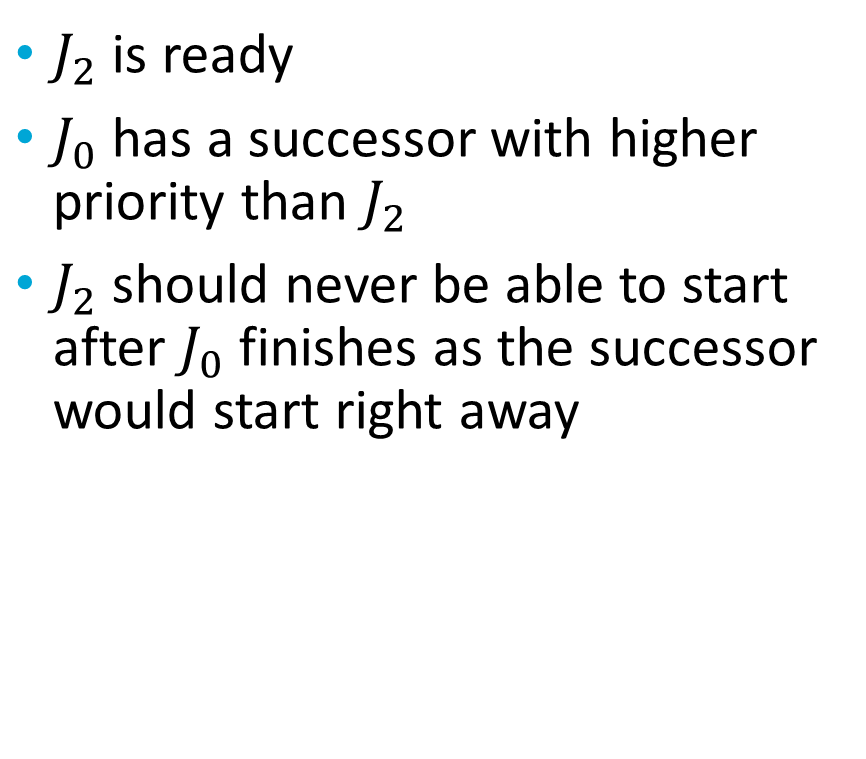 • J₂ is ready
• J₀ has a successor with higher
priority than J₂
• J₂ should never be able to start
after J₀ finishes as the successor
would start right away